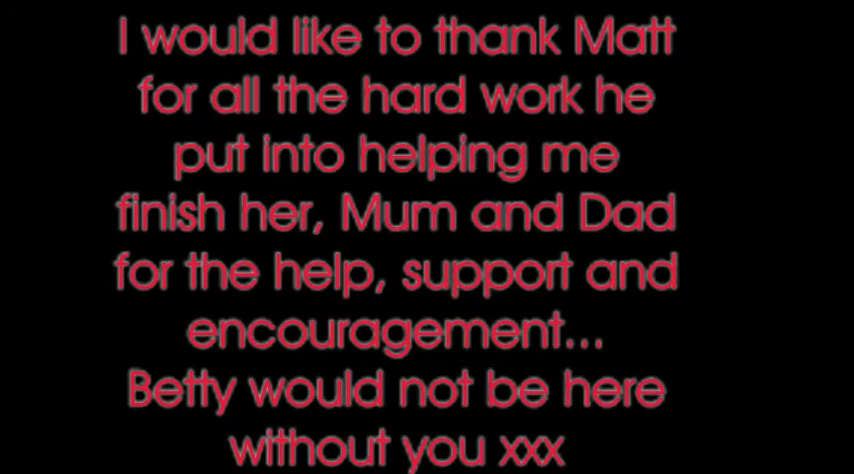 I would like to thank Matt
for all the hard work he
put into helping me
finish her, Mum and Dad
for the help, support and
encouragement...
Betty would not be here
without you xxx